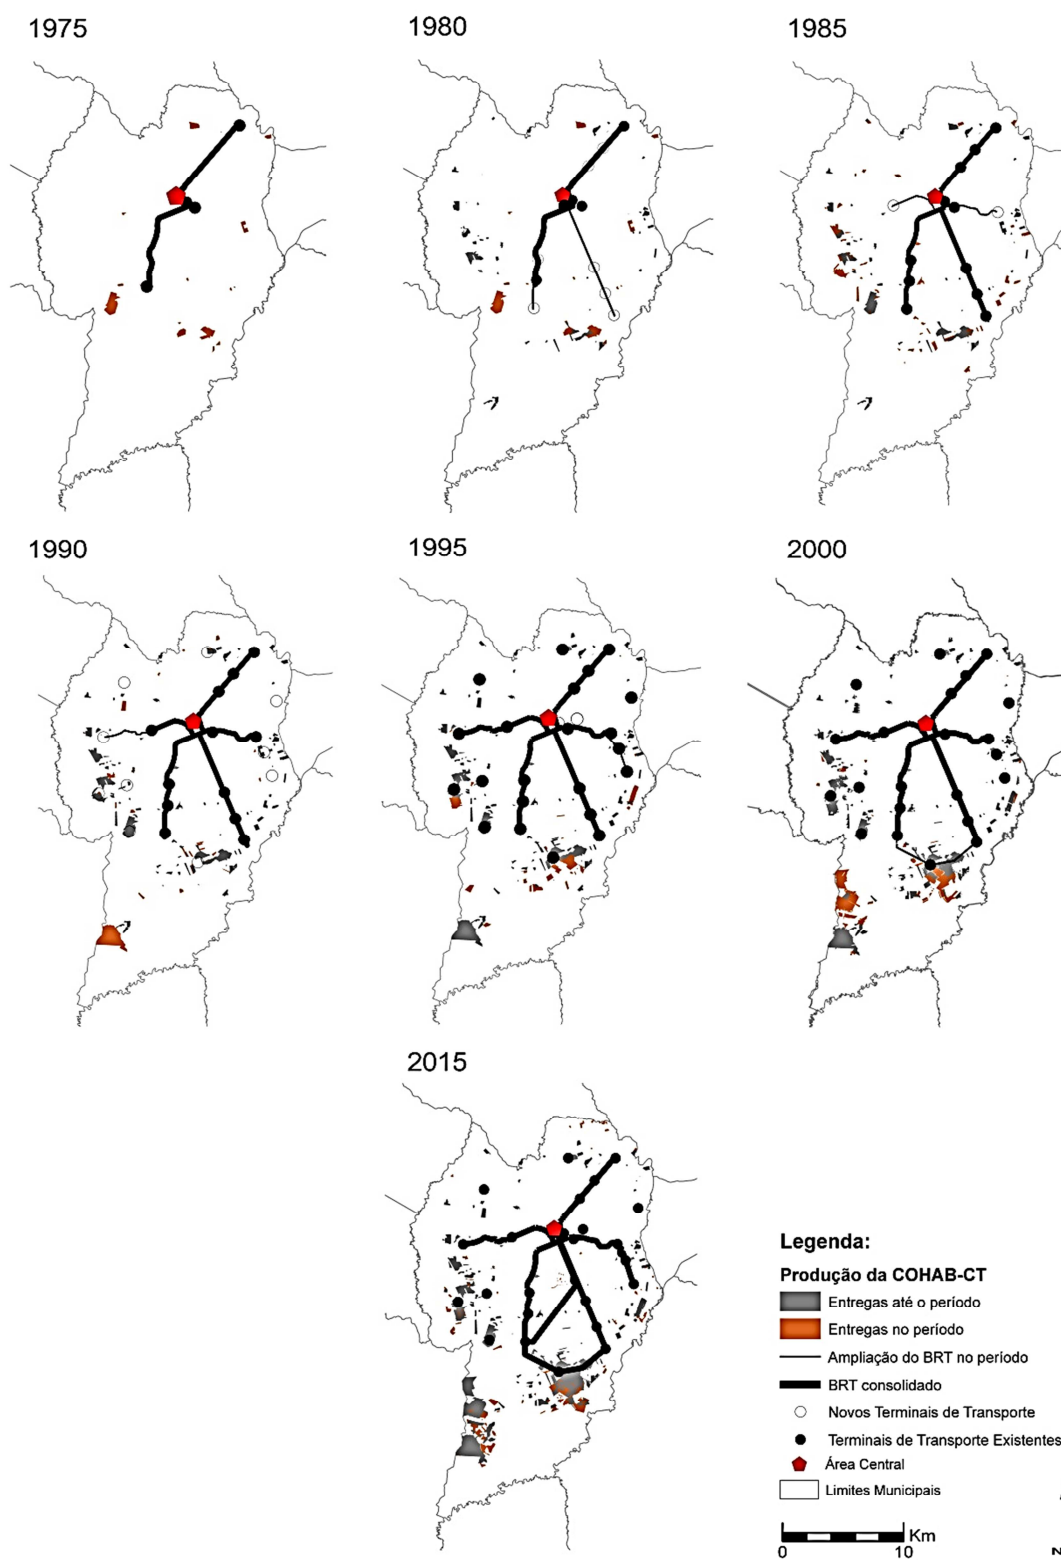 1975
1980
1985
1990
1995
2000
2015
Legenda:
Produção da COHAB-CT
Entregas até o período
Entregas no período
Ampliação do BRT no período
BRT consolidado
Novos Terminais de Transporte
Terminais de Transporte Existentes
Área Central
Limites Municipais
Km
0 10